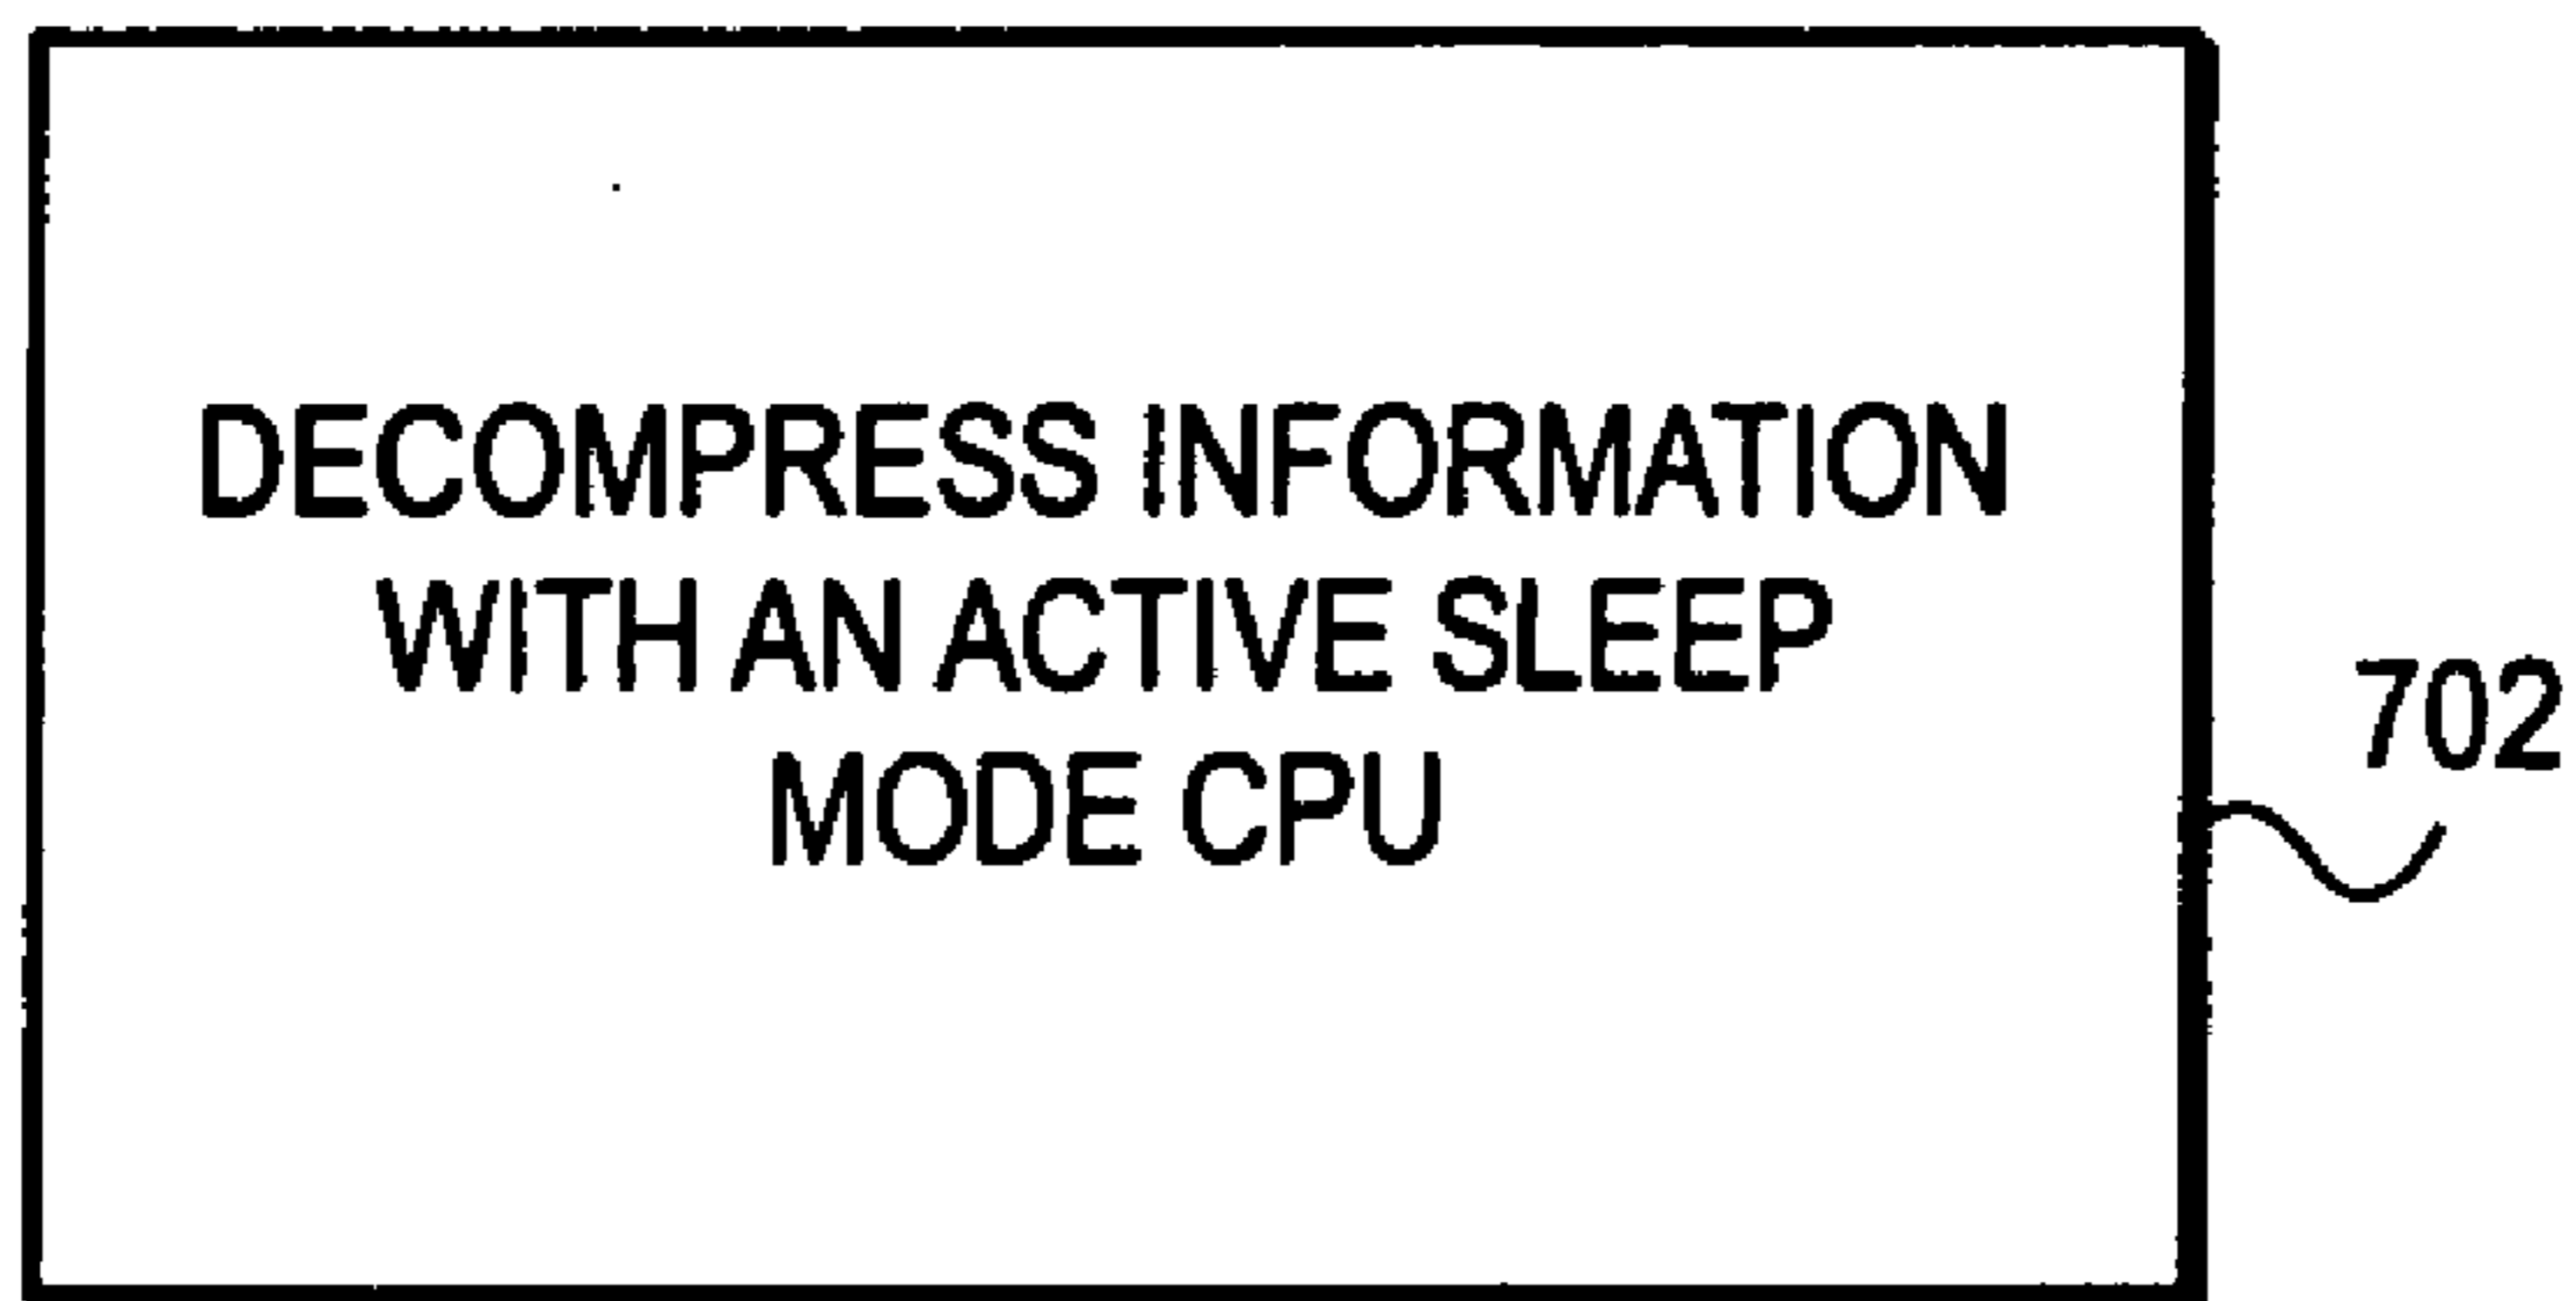 DECOMPRESS INFORMATION
WITH AN ACTIVE SLEEP
MODE CPU
702